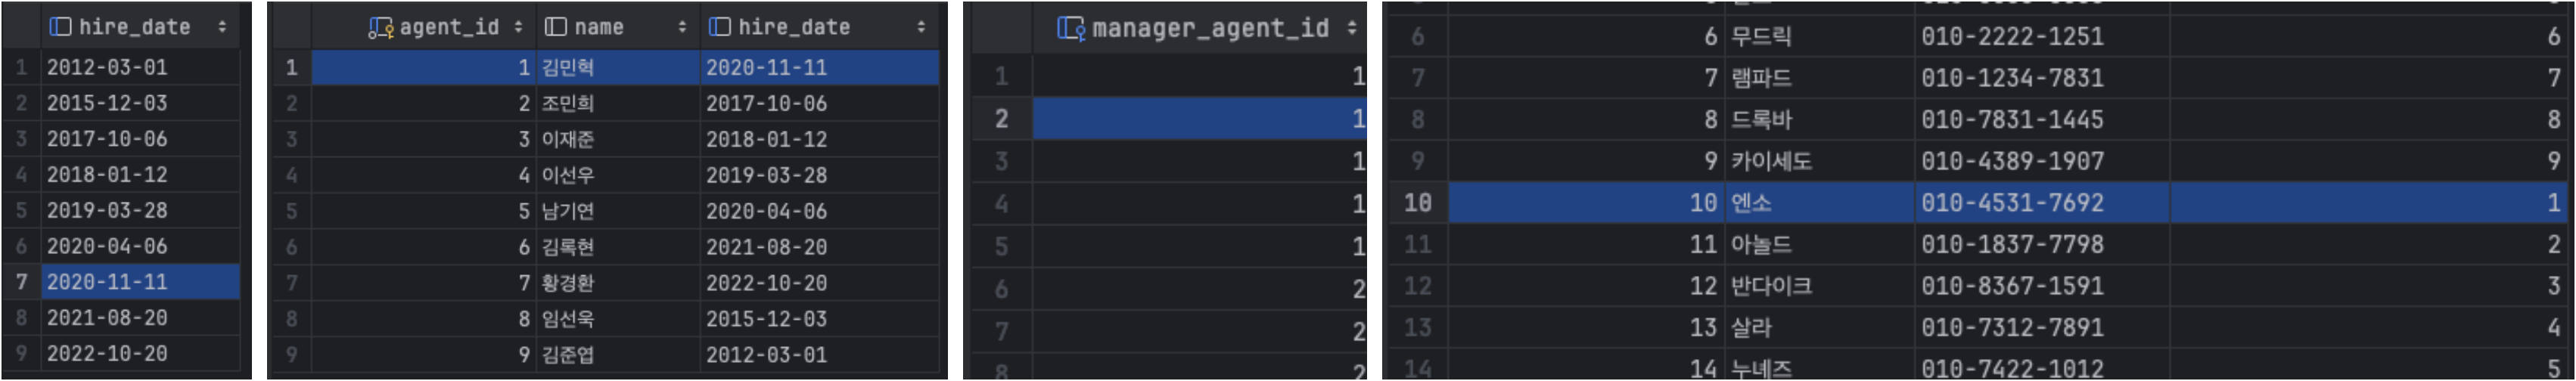 hire_date
1 2012-03-01
2 2015-12-03
3 2017-10-06
4 2018-01-12
5 2019-03-28
6 2020-04-06
7 2020-11-11
8 2021-08-20
9 2022-10-20
agent_id name hire_date
1 1 김민혁 2020-11-11
2 2 조민희 2017-10-06
3 3 이재준 2018-01-12
4 4 이선우 2019-03-28
5 5 남기연 2020-04-06
6 6 김록현 2021-08-20
7 7 황경환 2022-10-20
8 8 임선욱 2015-12-03
9 9 김준엽 2012-03-01
manager_agent_id
1 1
2 1
3 1
4 1
5 1
6 2
7 2
8 2
6 6 무드릭 010-2222-1251 6
7 7 램파드 010-1234-7831 7
8 8 드록바 010-7831-1445 8
9 9 카이세도 010-4389-1907 9
10 10 엔소 010-4531-7692 1
11 11 아놀드 010-1837-7798 2
12 12 반다이크 010-8367-1591 3
13 13 살라 010-7312-7891 4
14 14 누녜즈 010-7422-1012 5